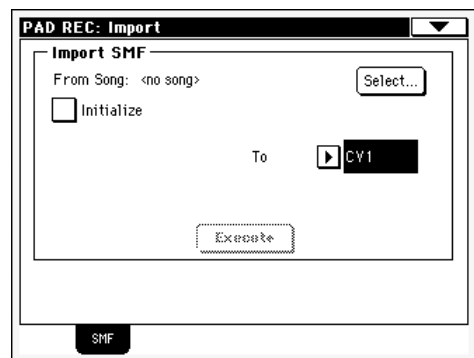 PAD REC: Import
Import SMF
From Song: <no song>
Select...
Initialize
To
CV1
Execute
SMF